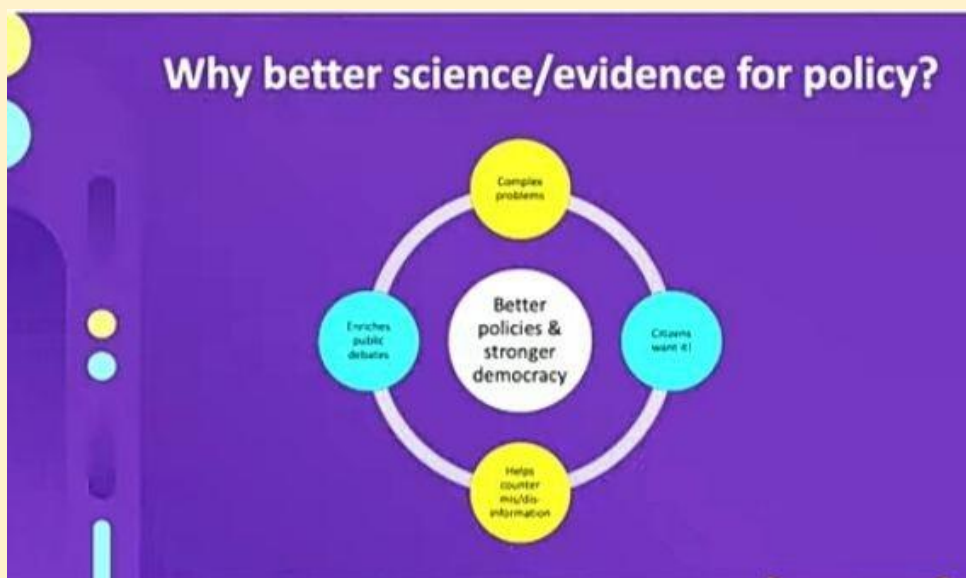 Why better science/evidence for policy?
Complex
problems
Enriches
public
debates
Better
policies &
stronger
democracy
Citizens
want it!
Helps
counter
mis/dis-
information